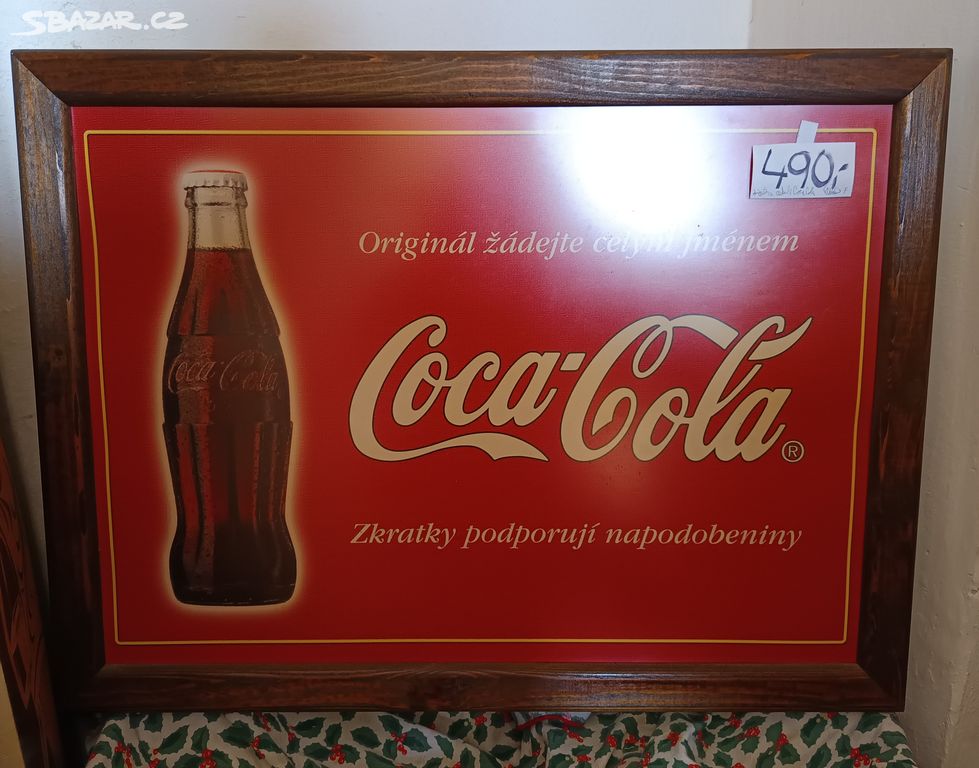 SBAZAR.CZ
490,-
Originál žádejte celým jménem
Coca-Cola
Coca-Cola®
Zkratky podporují napodobeniny